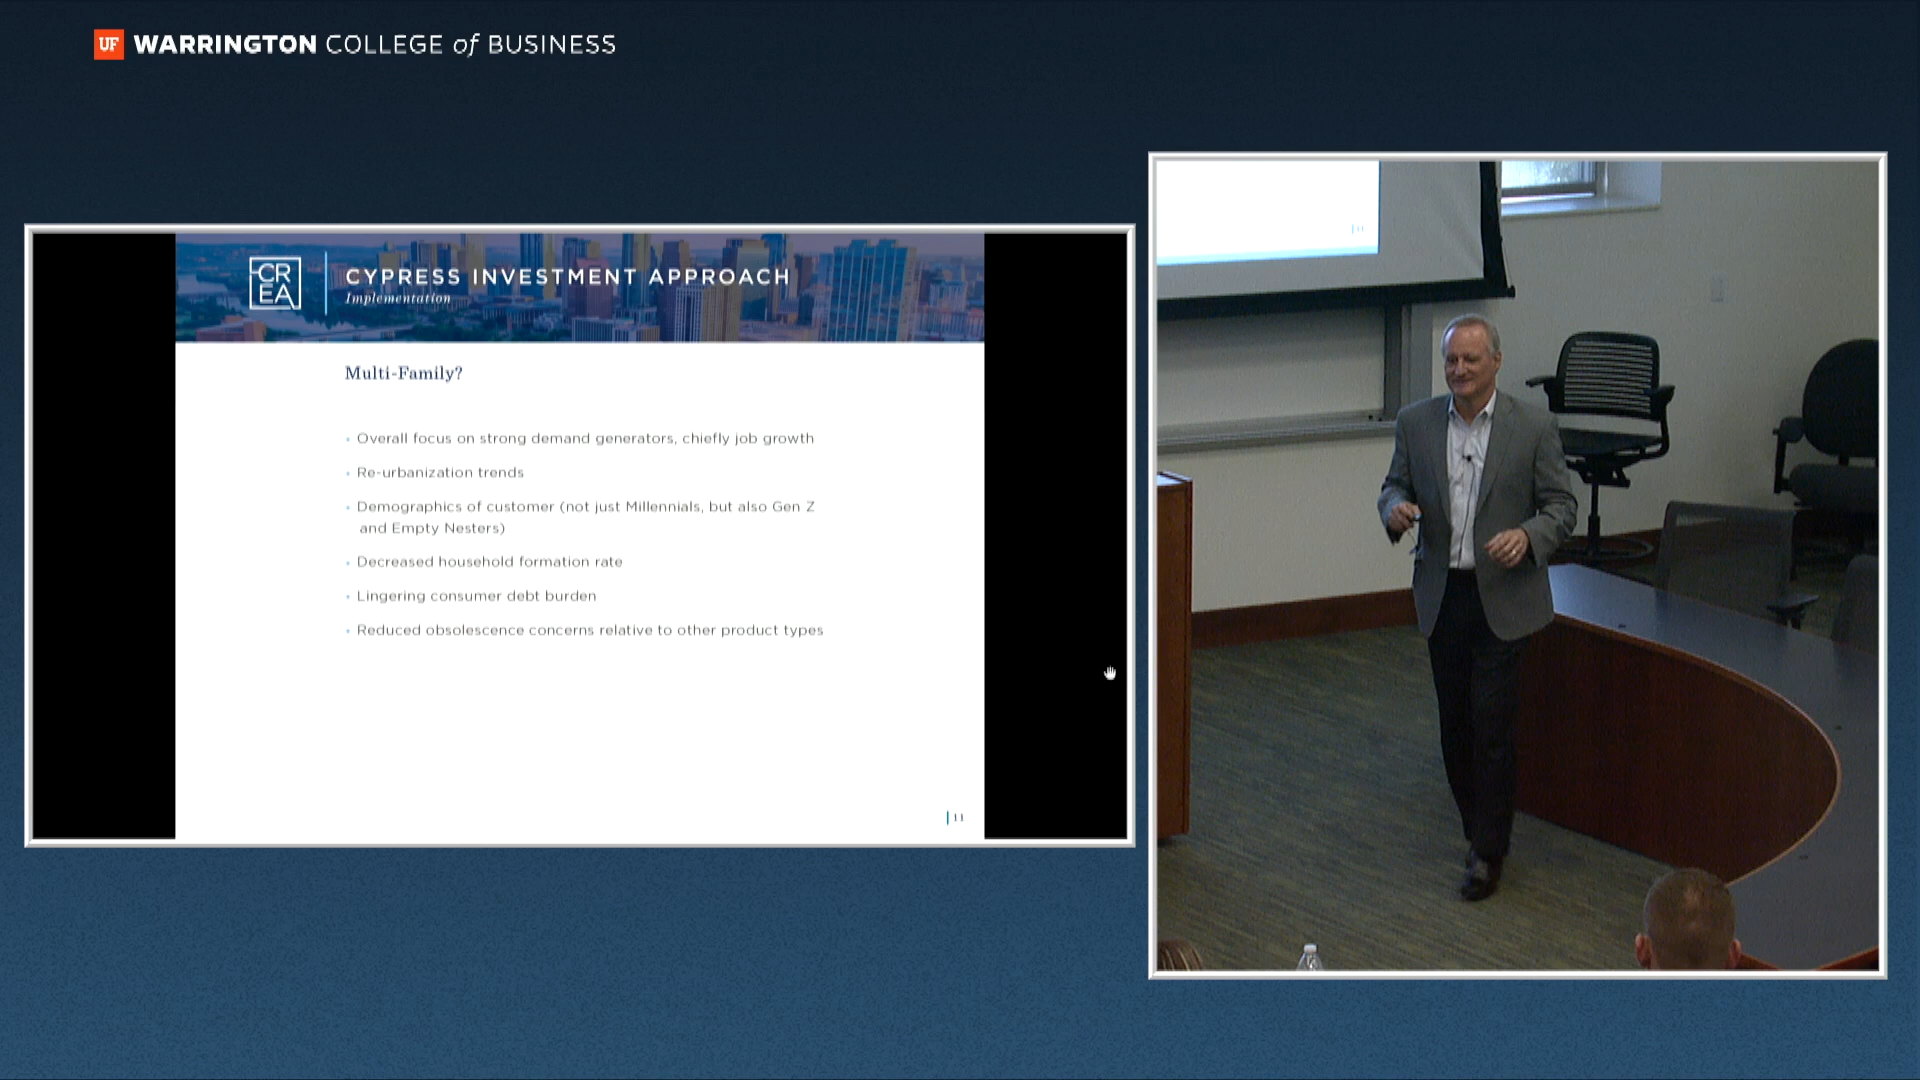 UF WARRINGTON COLLEGE of BUSINESS
CR
EA
CYPRESS INVESTMENT APPROACH
Implementation
Multi-Family?
• Overall focus on strong demand generators, chiefly job growth
• Re-urbanization trends
• Demographics of customer (not just Millennials, but also Gen Z
and Empty Nesters)
• Decreased household formation rate
• Lingering consumer debt burden
• Reduced obsolescence concerns relative to other product types
| 11